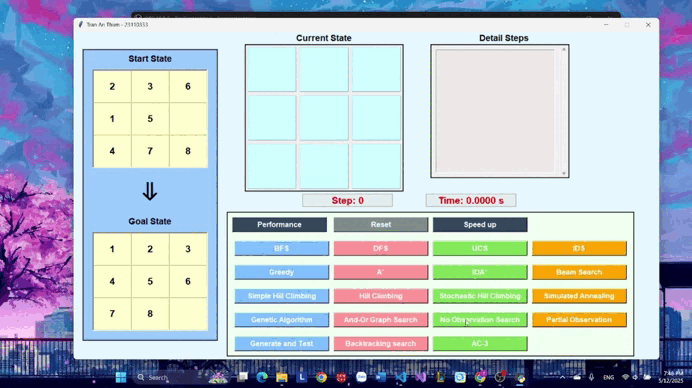 Tran An Thien - 21110333
Start State
2 3 6
1 5
4 7 8
Goal State
1 2 3
4 5 6
7 8
Current State
Detail Steps
Step: 0
Time: 0.0000 s
Performance Reset Speed up
BFS DFS UCS IDS
Greedy A* IDA* Beam Search
Simple Hill Climbing Hill Climbing Stochastic Hill Climbing Simulated Annealing
Genetic Algorithm And-Or Graph Search No Observation Search Partial Observation
Generate and Test Backtracking search AC-3
Search
ENG
7:46 PM
5/12/2025